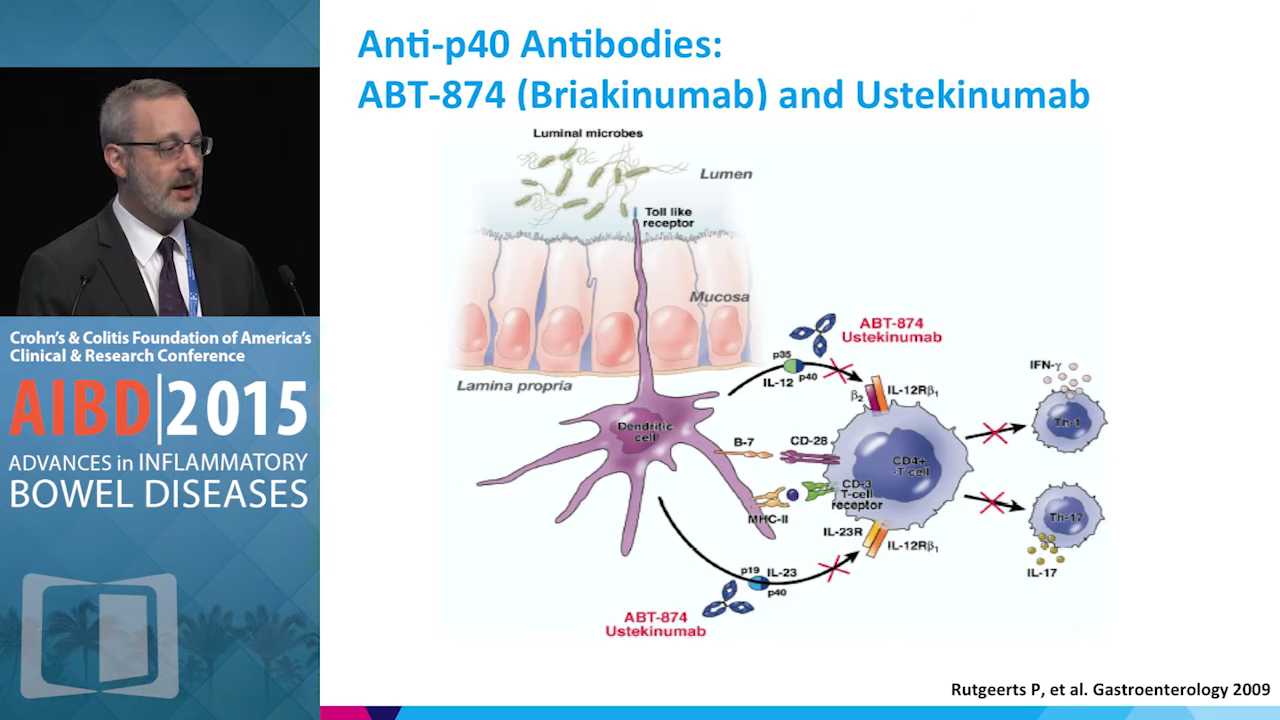 Anti-p40 Antibodies:
ABT-874 (Briakinumab) and Ustekinumab
Luminal microbes
Lumen
Toll like
receptor
Mucosa
Lamina propria
ABT-874
Ustekinumab
p35
IL-12
p40
β2
IL-12Rβ1
IFN-γ
Th-1
Dendritic
cell
B-7
CD-28
CD4+
T cell
CD-3
T-cell
receptor
MHC-II
IL-23R
IL-12Rβ1
Th-17
IL-17
p19
IL-23
p40
ABT-874
Ustekinumab
Rutgeerts P, et al. Gastroenterology 2009
Crohn's & Colitis Foundation of America's
Clinical & Research Conference
AIBD|2015
ADVANCES in INFLAMMATORY
BOWEL DISEASES